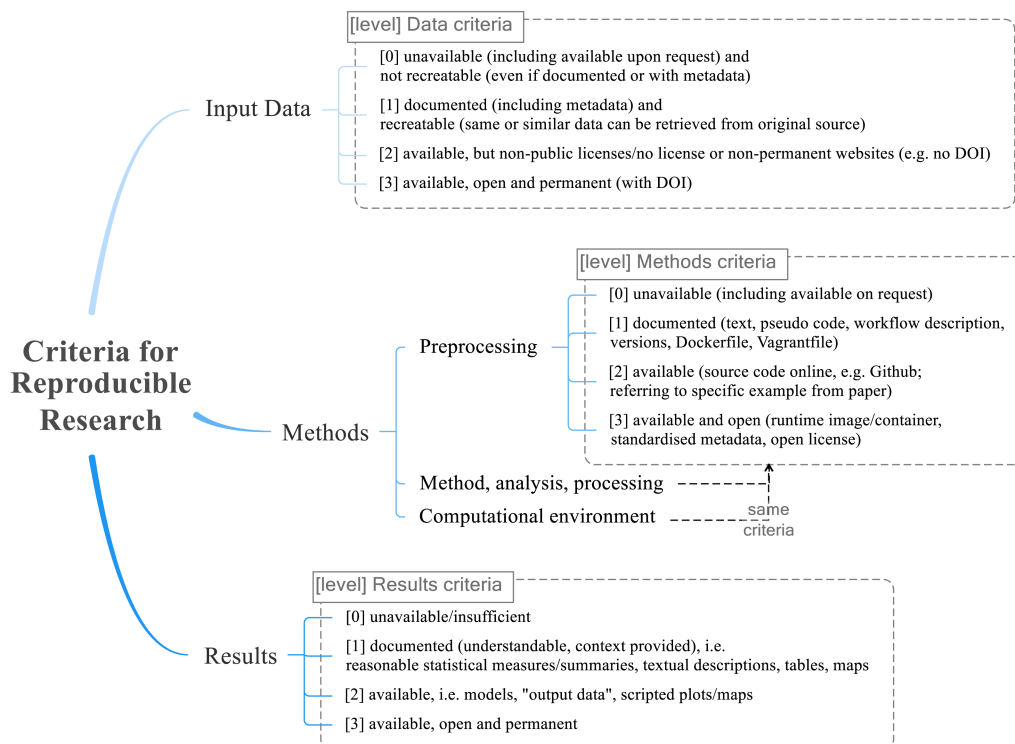 [level] Data criteria
[0] unavailable (including available upon request) and
not recreatable (even if documented or with metadata)
Input Data
[1] documented (including metadata) and
recreatable (same or similar data can be retrieved from original source)
[2] available, but non-public licenses/no license or non-permanent websites (e.g. no DOI)
[3] available, open and permanent (with DOI)
[level] Methods criteria
[0] unavailable (including available on request)
[1] documented (text, pseudo code, workflow description,
versions, Dockerfile, Vagrantfile)
Preprocessing
[2] available (source code online, e.g. Github;
referring to specific example from paper)
[3] available and open (runtime image/container,
standardised metadata, open license)
Criteria for
Reproducible
Research
Methods
Method, analysis, processing
Computational environment
same
criteria
[level] Results criteria
[0] unavailable/insufficient
[1] documented (understandable, context provided), i.e.
reasonable statistical measures/summaries, textual descriptions, tables, maps
Results
[2] available, i.e. models, "output data", scripted plots/maps
[3] available, open and permanent